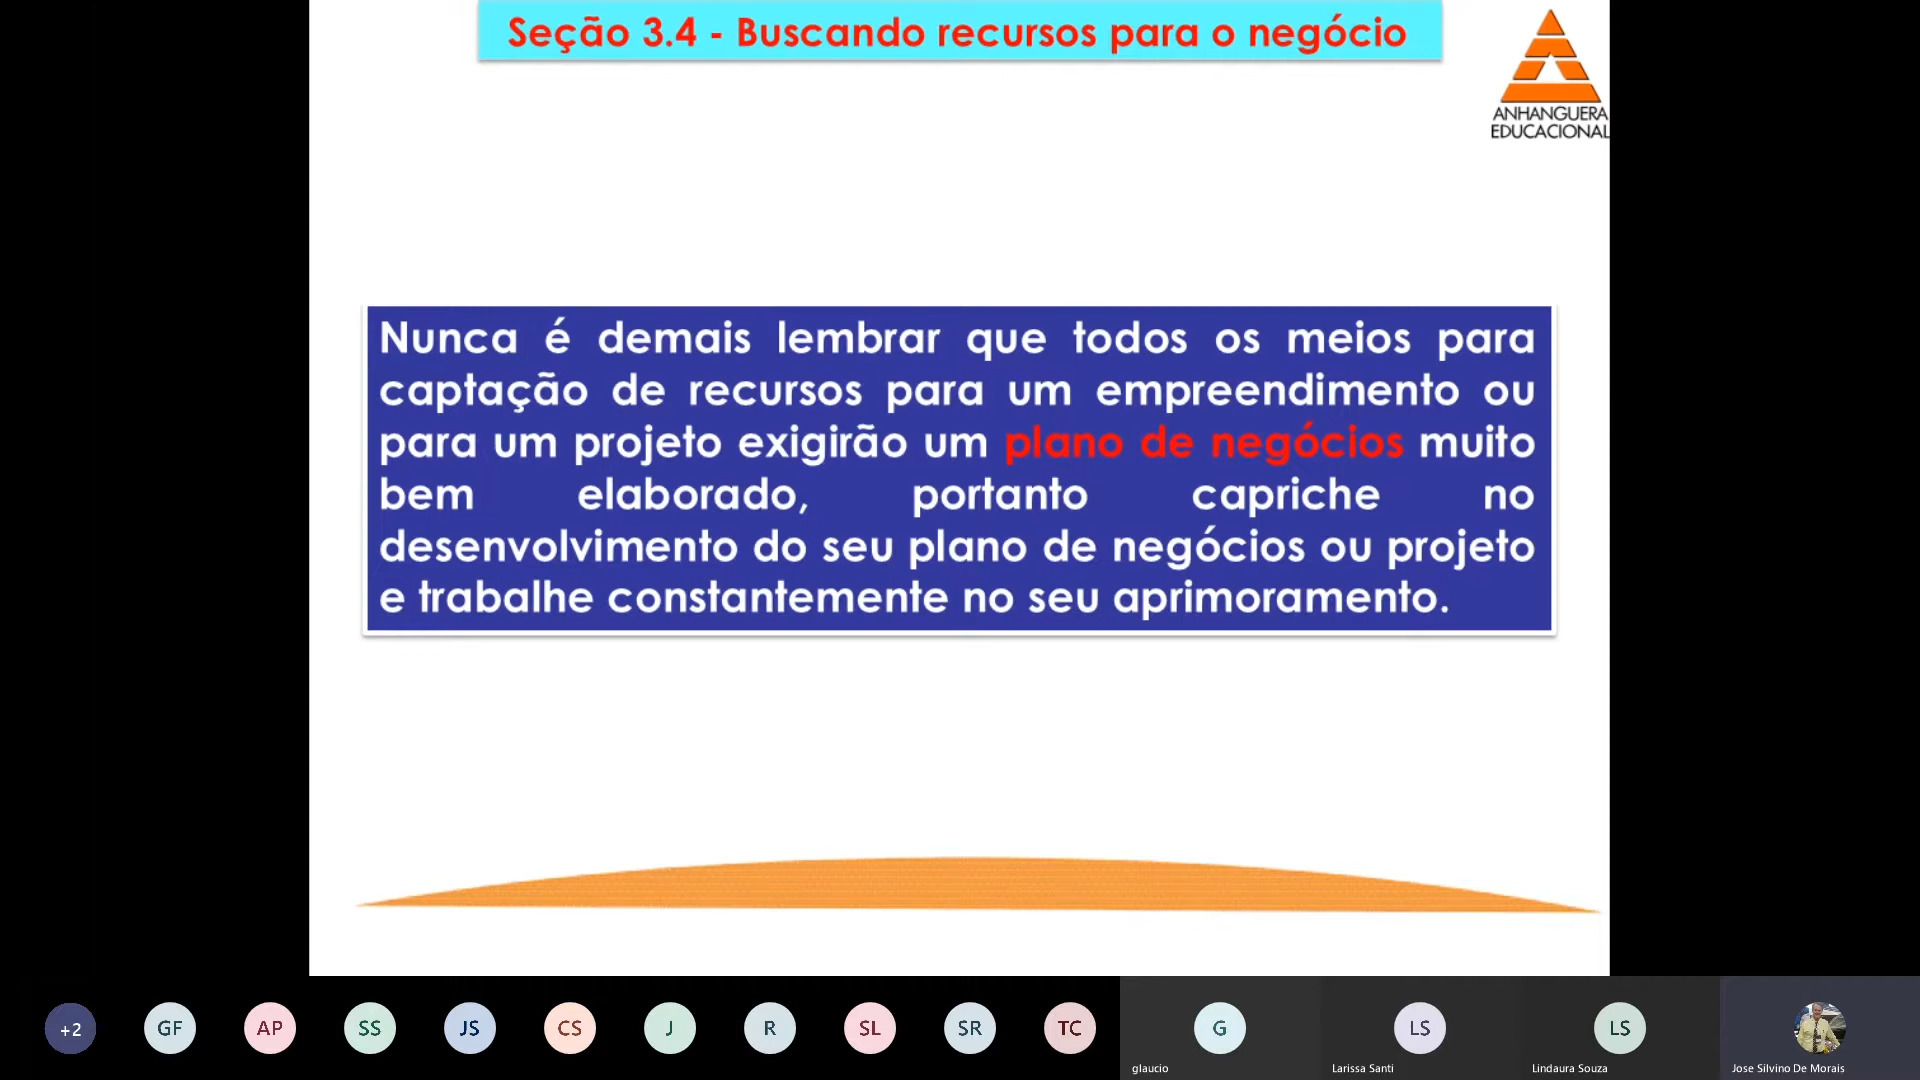 Seção 3.4 - Buscando recursos para o negócio
ANHANGUERA
EDUCACIONAL
Nunca é demais lembrar que todos os meios para
captação de recursos para um empreendimento ou
para um projeto exigirão um plano de negócios muito
bem elaborado, portanto capriche no
desenvolvimento do seu plano de negócios ou projeto
e trabalhe constantemente no seu aprimoramento.
+2 GF AP SS JS CS J R SL SR TC G LS LS
glaucio Larissa Santi Lindaura Souza Jose Silvino De Morais